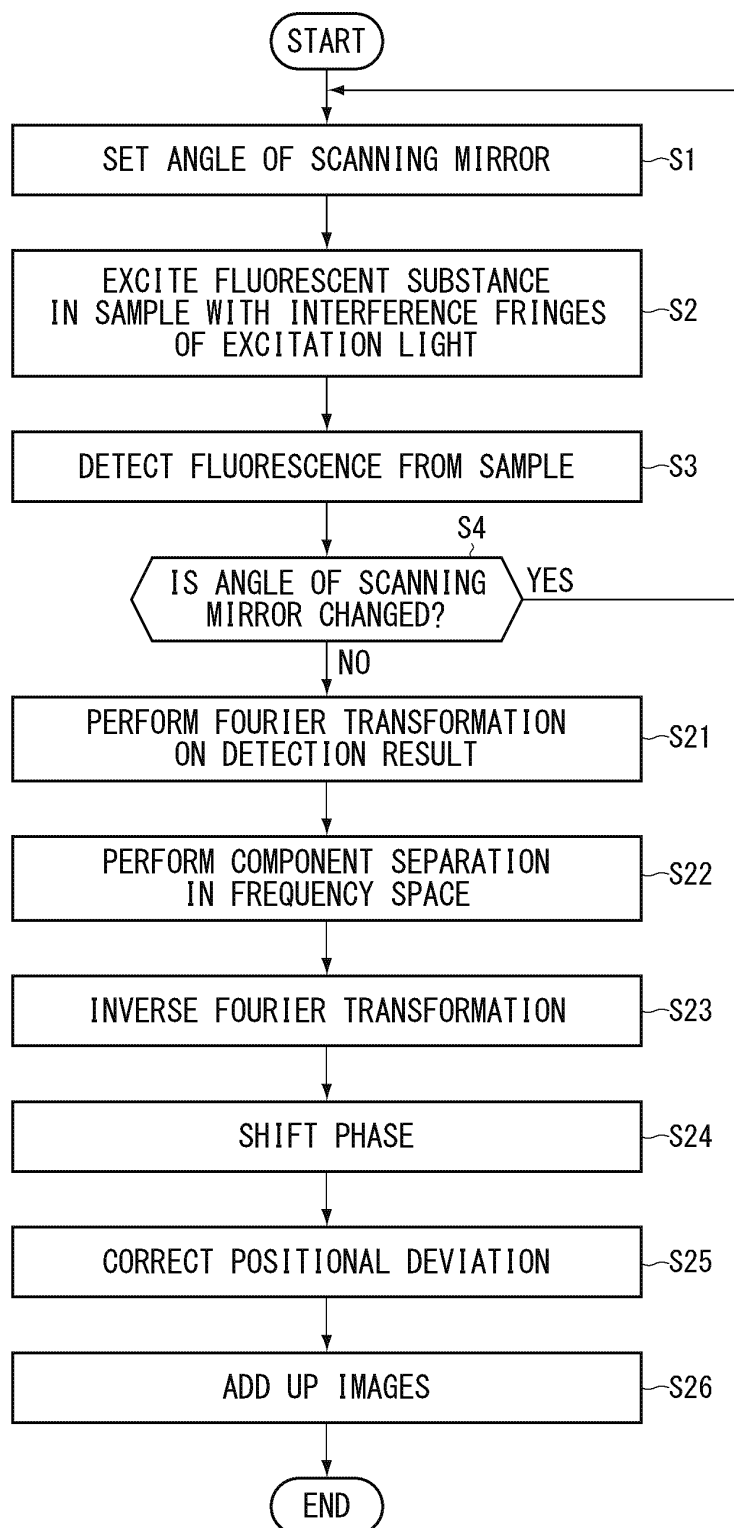 START
SET ANGLE OF SCANNING MIRROR
S1
EXCITE FLUORESCENT SUBSTANCE
IN SAMPLE WITH INTERFERENCE FRINGES
OF EXCITATION LIGHT
S2
DETECT FLUORESCENCE FROM SAMPLE
S3
S4
IS ANGLE OF SCANNING
MIRROR CHANGED?
YES
NO
PERFORM FOURIER TRANSFORMATION
ON DETECTION RESULT
S21
PERFORM COMPONENT SEPARATION
IN FREQUENCY SPACE
S22
INVERSE FOURIER TRANSFORMATION
S23
SHIFT PHASE
S24
CORRECT POSITIONAL DEVIATION
S25
ADD UP IMAGES
S26
END